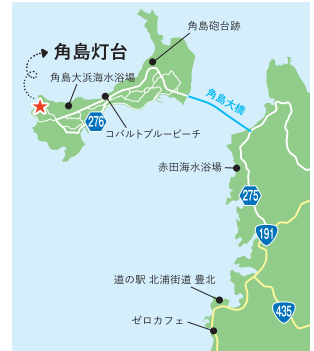 角島砲台跡
角島灯台
角島大浜海水浴場
角島大橋
276
コバルトブルービーチ
赤田海水浴場
275
191
道の駅 北浦街道 豊北
435
ゼロカフェ